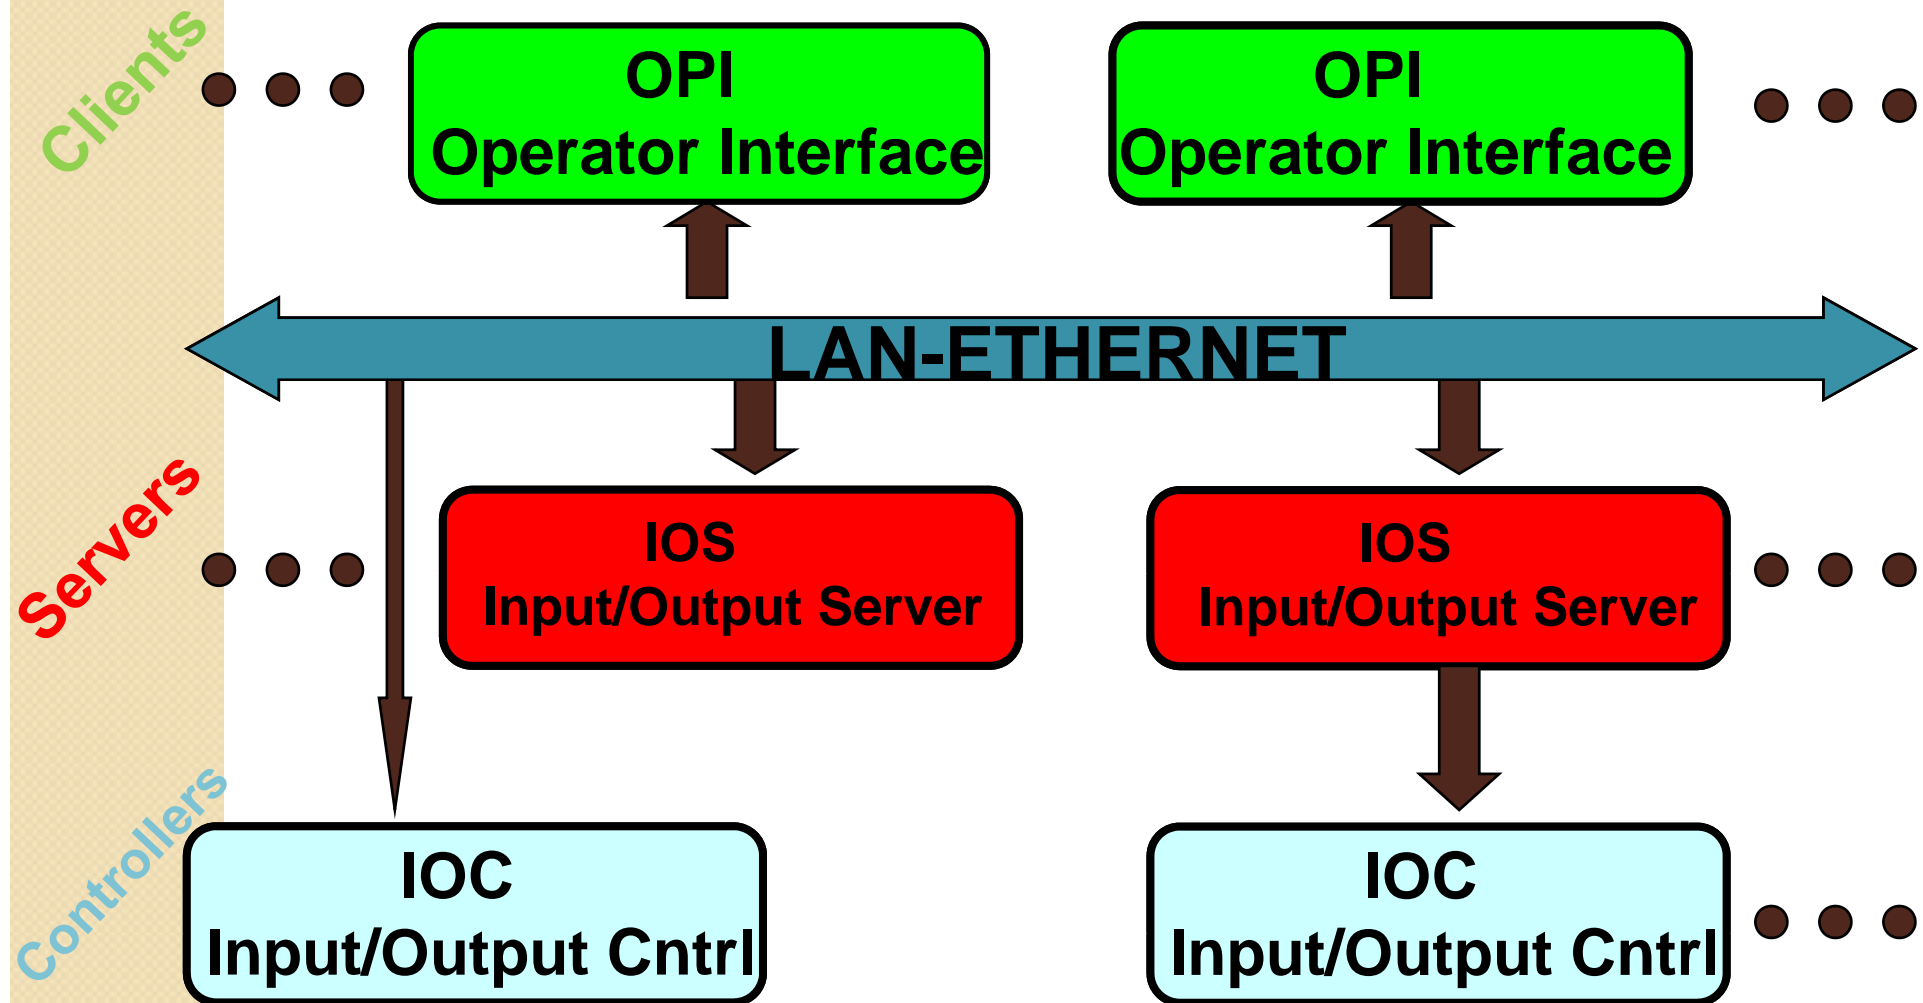 Clients
OPI
Operator Interface
OPI
Operator Interface
LAN-ETHERNET
Servers
IOS
Input/Output Server
IOS
Input/Output Server
Controllers
IOC
Input/Output Cntrl
IOC
Input/Output Cntrl